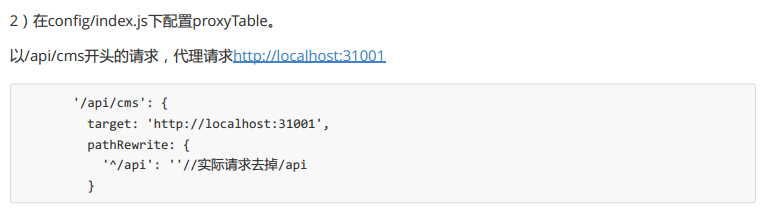 2）在config/index.js下配置proxyTable。
以/api/cms开头的请求，代理请求http://localhost:31001
'/api/cms': {
target: 'http://localhost:31001',
pathRewrite: {
'^/api': ''//实际请求去掉/api
}